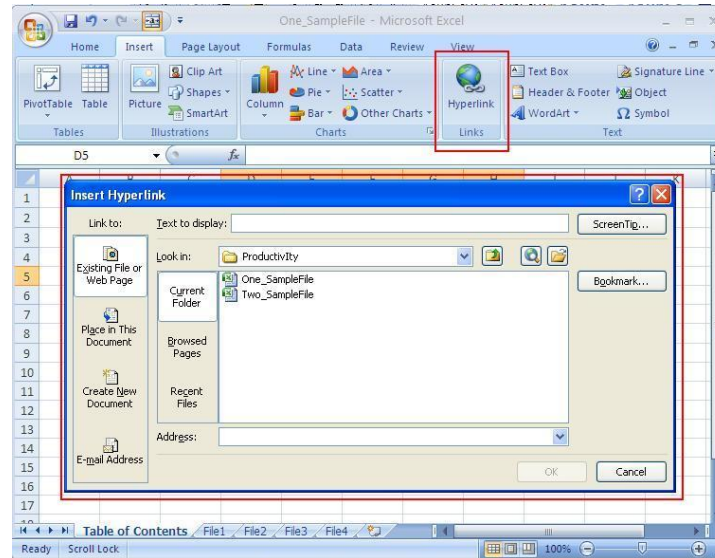 One_SampleFile - Microsoft Excel
Home Insert Page Layout Formulas Data Review View
PivotTable Table Picture Clip Art Shapes SmartArt Column Line Pie Bar Area Scatter Other Charts Hyperlink Text Box Header & Footer WordArt Signature Line Object Symbol
Tables Illustrations Charts Links Text
D5 fx
1
2
3
4
5
6
7
8
9
10
11
12
13
14
15
16
17
Insert Hyperlink
Link to: Text to display: ScreenTip...
Existing File or Web Page
Look in: ProductivIty
Current Folder
One_SampleFile
Two_SampleFile
Bookmark...
Place in This Document
Browsed Pages
Create New Document
Recent Files
E-mail Address
Address:
OK Cancel
Table of Contents File1 File2 File3 File4
Ready Scroll Lock 100%